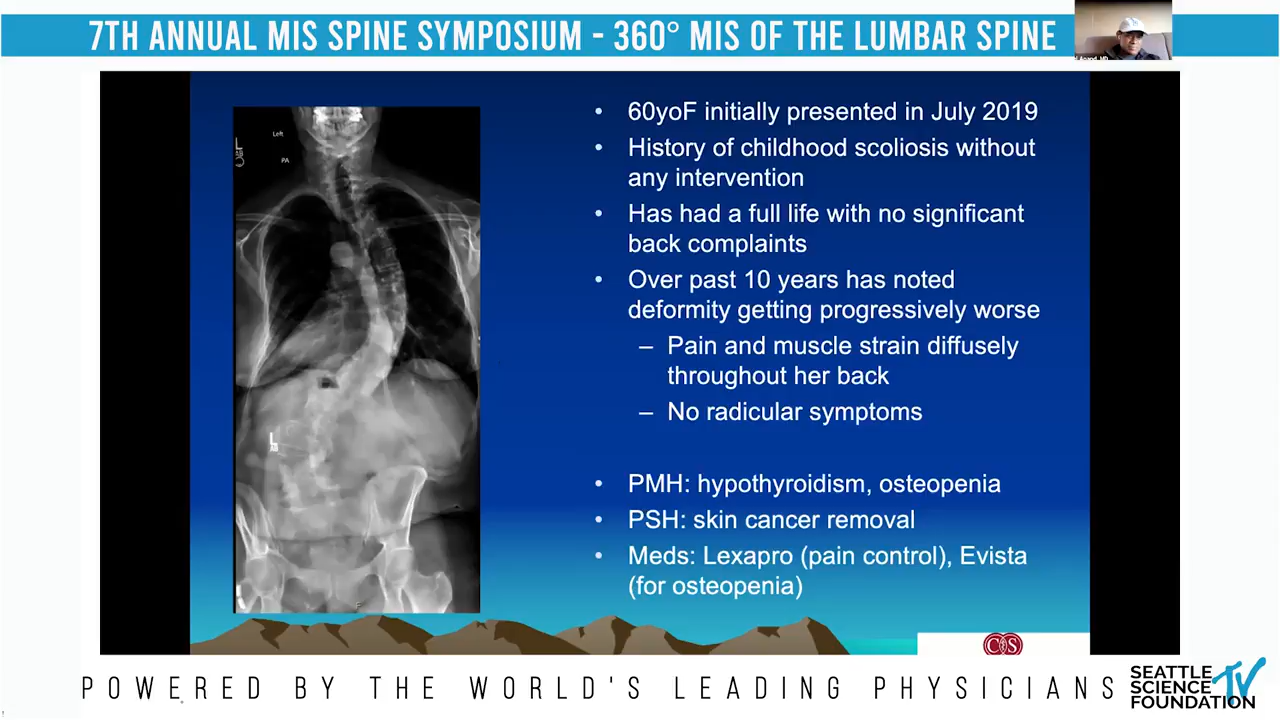 7TH ANNUAL MIS SPINE SYMPOSIUM - 360° MIS OF THE LUMBAR SPINE
Left
PA
• 60yoF initially presented in July 2019
• History of childhood scoliosis without
any intervention
• Has had a full life with no significant
back complaints
• Over past 10 years has noted
deformity getting progressively worse
– Pain and muscle strain diffusely
throughout her back
– No radicular symptoms
L
• PMH: hypothyroidism, osteopenia
• PSH: skin cancer removal
• Meds: Lexapro (pain control), Evista
(for osteopenia)
CS
POWERED BY THE WORLD'S LEADING PHYSICIANS
SEATTLE
SCIENCE
FOUNDATION
TV